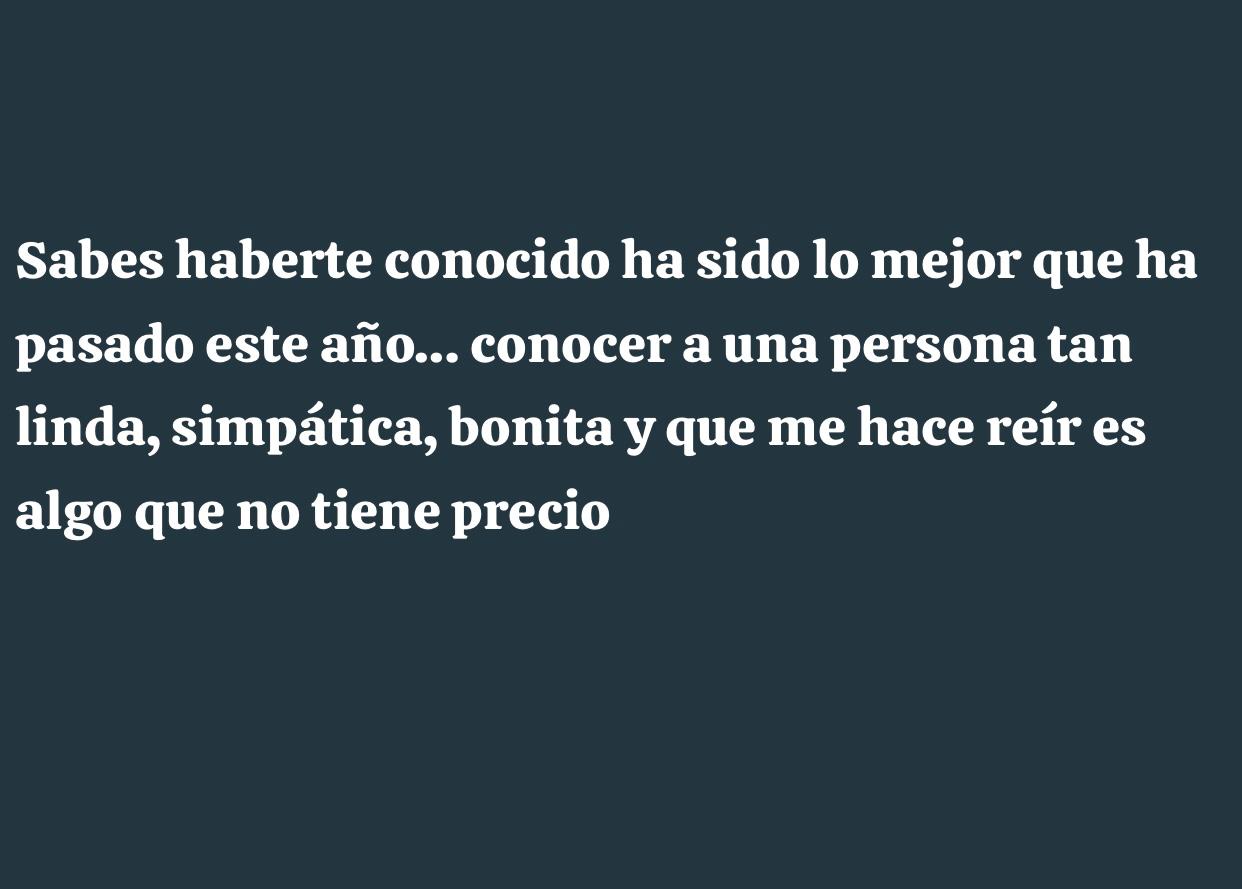 Sabes haberte conocido ha sido lo mejor que ha
pasado este año... conocer a una persona tan
linda, simpática, bonita y que me hace reír es
algo que no tiene precio